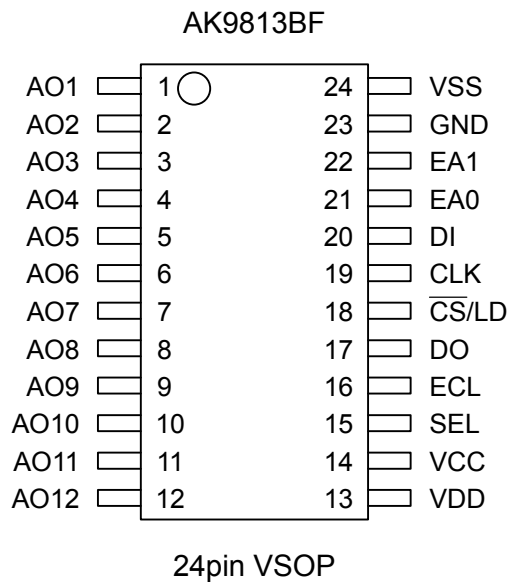 AK9813BF
AO1 1 24 VSS
AO2 2 23 GND
AO3 3 22 EA1
AO4 4 21 EA0
AO5 5 20 DI
AO6 6 19 CLK
AO7 7 18 C̅S̅/LD
AO8 8 17 DO
AO9 9 16 ECL
AO10 10 15 SEL
AO11 11 14 VCC
AO12 12 13 VDD
24pin VSOP